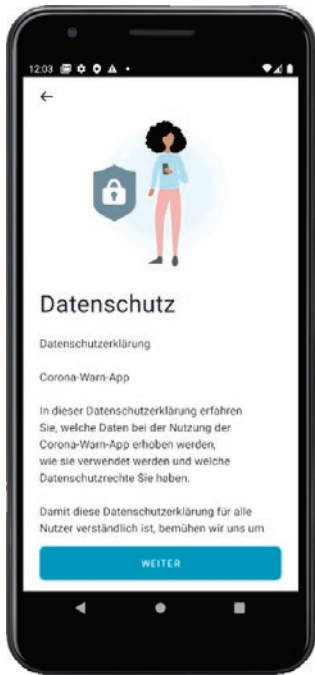 12:03
Datenschutz
Datenschutzerklärung
Corona-Warn-App
In dieser Datenschutzerklärung erfahren
Sie, welche Daten bei der Nutzung der
Corona-Warn-App erhoben werden,
wie sie verwendet werden und welche
Datenschutzrechte Sie haben.
Damit diese Datenschutzerklärung für alle
Nutzer verständlich ist, bemühen wir uns um
WEITER